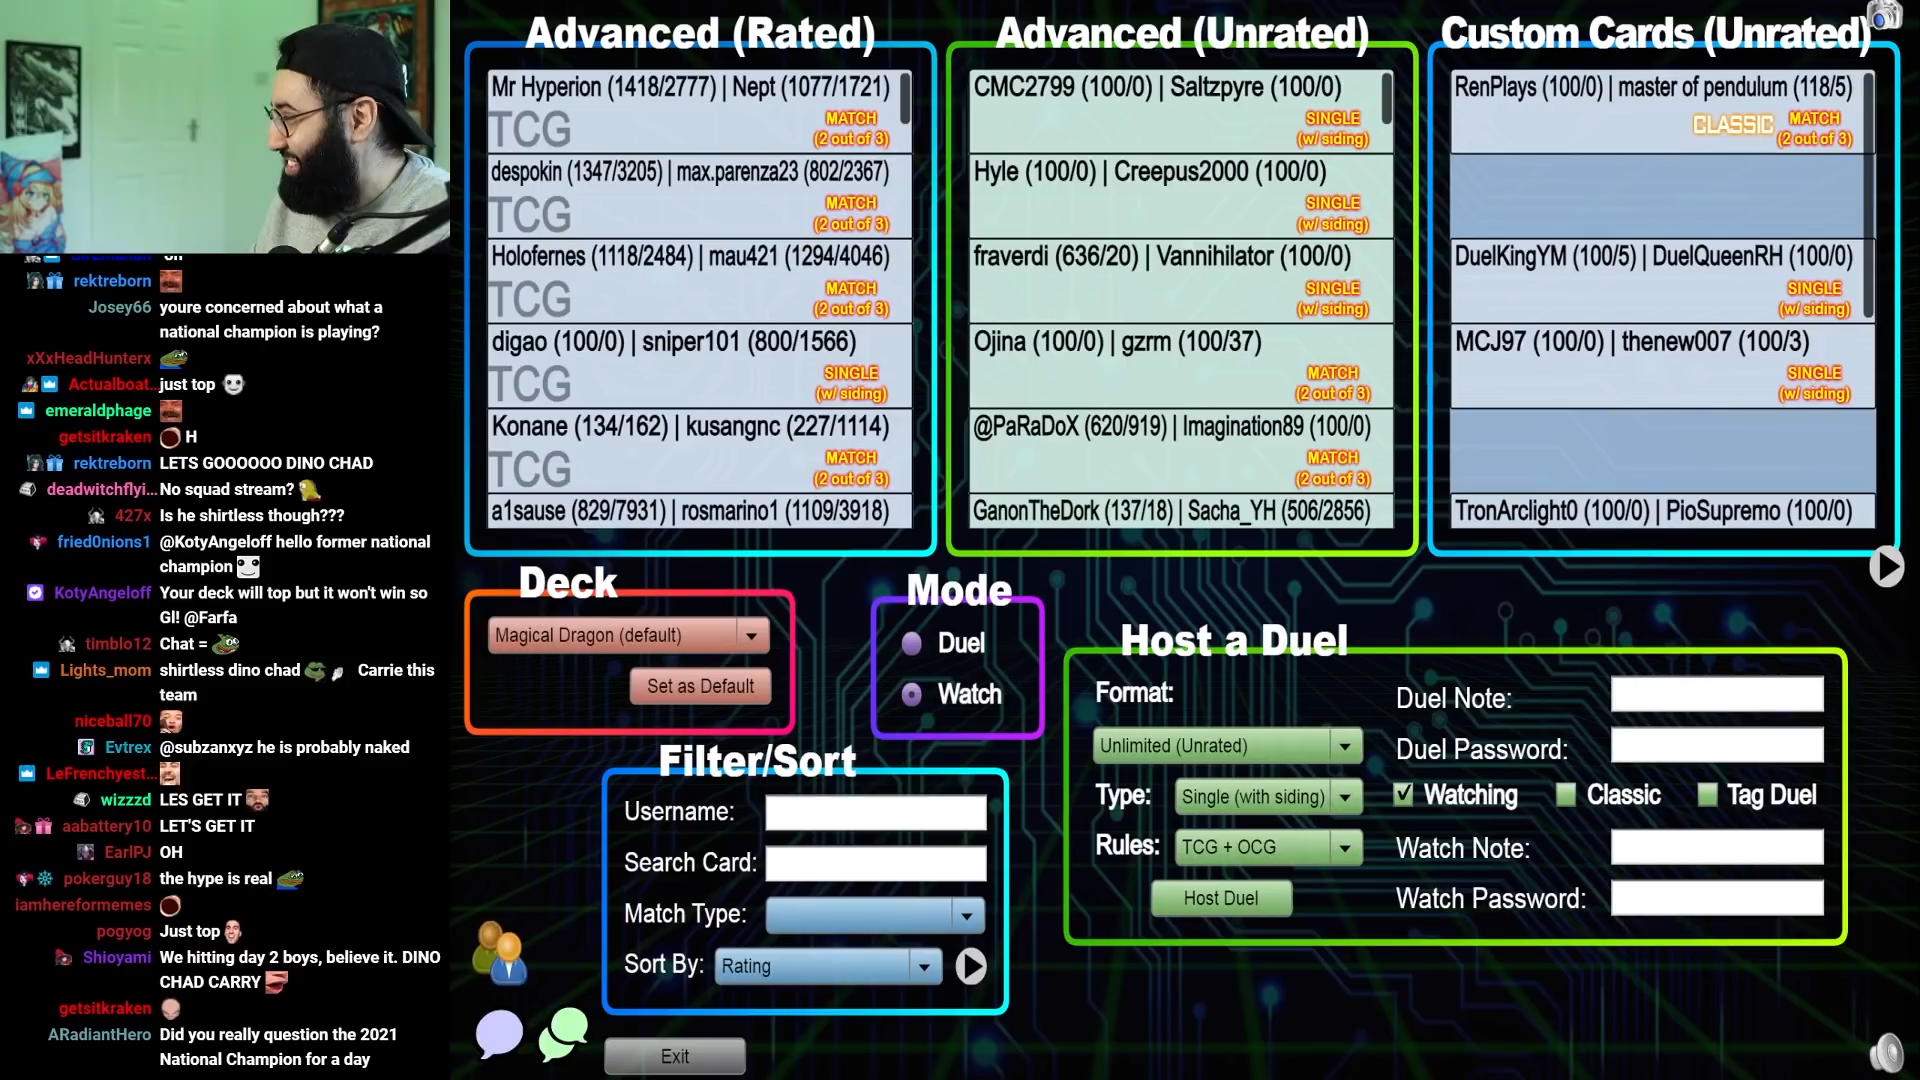 Advanced (Rated)
Mr Hyperion (1418/2777) | Nept (1077/1721)
TCG
MATCH
(2 out of 3)
despokin (1347/3205) | max.parenza23 (802/2367)
TCG
MATCH
(2 out of 3)
Holofernes (1118/2484) | mau421 (1294/4046)
TCG
MATCH
(2 out of 3)
digao (100/0) | sniper101 (800/1566)
TCG
SINGLE
(w/ siding)
Konane (134/162) | kusangnc (227/1114)
TCG
MATCH
(2 out of 3)
a1sause (829/7931) | rosmarino1 (1109/3918)
Advanced (Unrated)
CMC2799 (100/0) | Saltzpyre (100/0)
SINGLE
(w/ siding)
Hyle (100/0) | Creepus2000 (100/0)
SINGLE
(w/ siding)
fraverdi (636/20) | Vannihilator (100/0)
SINGLE
(w/ siding)
Ojina (100/0) | gzrm (100/37)
MATCH
(2 out of 3)
@PaRaDoX (620/919) | Imagination89 (100/0)
MATCH
(2 out of 3)
GanonTheDork (137/18) | Sacha_YH (506/2856)
Custom Cards (Unrated)
RenPlays (100/0) | master of pendulum (118/5)
CLASSIC MATCH
(2 out of 3)
DuelKingYM (100/5) | DuelQueenRH (100/0)
SINGLE
(w/ siding)
MCJ97 (100/0) | thenew007 (100/3)
SINGLE
(w/ siding)
TronArclight0 (100/0) | PioSupremo (100/0)
rektreborn
Josey66 youre concerned about what a
national champion is playing?
xXxHeadHunterx
Actualboat... just top
emeraldphage
getsitkraken H
rektreborn LETS GOOOOOO DINO CHAD
deadwitchflyi... No squad stream?
427x Is he shirtless though???
fried0nions1 @KotyAngeloff hello former national
champion
KotyAngeloff Your deck will top but it won't win so
Gl! @Farfa
timblo12 Chat =
Lights_mom shirtless dino chad Carrie this
team
niceball70
Evtrex @subzanxyz he is probably naked
LeFrenchyest...
wizzzd LES GET IT
aabattery10 LET'S GET IT
EarlPJ OH
pokerguy18 the hype is real
iamhereformemes
pogyog Just top
Shioyami We hitting day 2 boys, believe it. DINO
CHAD CARRY
getsitkraken
ARadiantHero Did you really question the 2021
National Champion for a day
Deck
Magical Dragon (default)
Set as Default
Mode
Duel
Watch
Filter/Sort
Username:
Search Card:
Match Type:
Sort By: Rating
Exit
Host a Duel
Format:
Unlimited (Unrated)
Type: Single (with siding)
Rules: TCG + OCG
Host Duel
Duel Note:
Duel Password:
Watching Classic Tag Duel
Watch Note:
Watch Password: